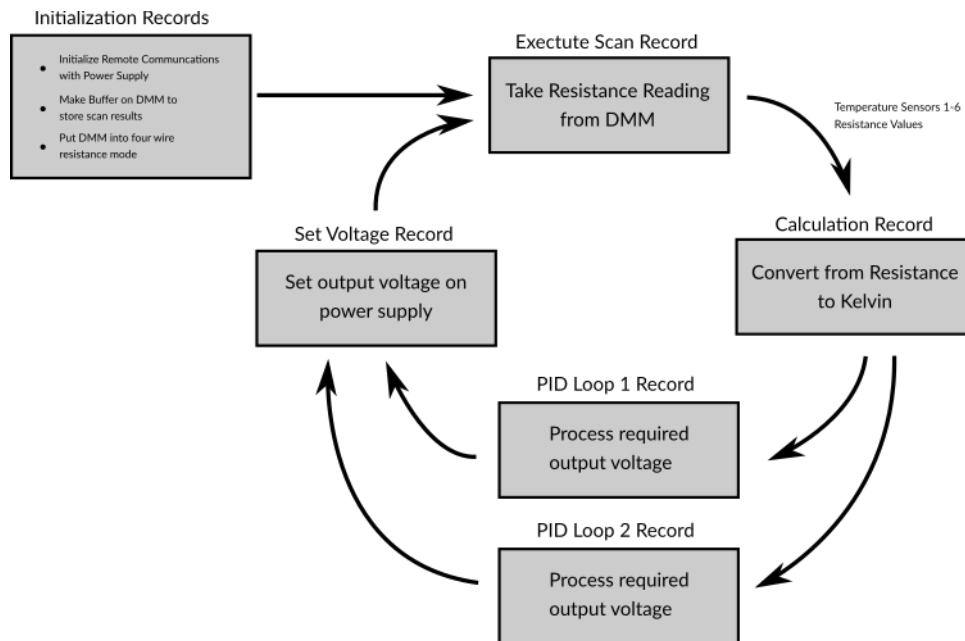 Initialization Records
Initialize Remote Communcations
with Power Supply
Make Buffer on DMM to
store scan results
Put DMM into four wire
resistance mode
Exectute Scan Record
Take Resistance Reading
from DMM
Temperature Sensors 1-6
Resistance Values
Calculation Record
Convert from Resistance
to Kelvin
Set Voltage Record
Set output voltage on
power supply
PID Loop 1 Record
Process required
output voltage
PID Loop 2 Record
Process required
output voltage